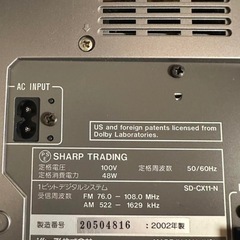 AC INPUT
US and foreign patents licensed from
Dolby Laboratories.
SHARP TRADING
定格電圧 100V 定格周波数 50/60Hz
定格消費電力 48W
1ビットデジタルシステム SD-CX11-N
受信周波数 FM 76.0 - 108.0 MHz
AM 522 - 1629 kHz
製造番号 20504816 :2002年製